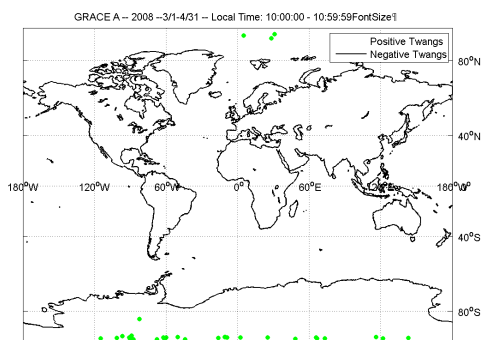 GRACE A -- 2008 --3/1-4/31 -- Local Time: 10:00:00 - 10:59:59FontSize¹
Positive Twangs
Negative Twangs
80°N
40°N
180°W 120°W 60°W 0° 60°E 120°E 180°W
40°S
80°S